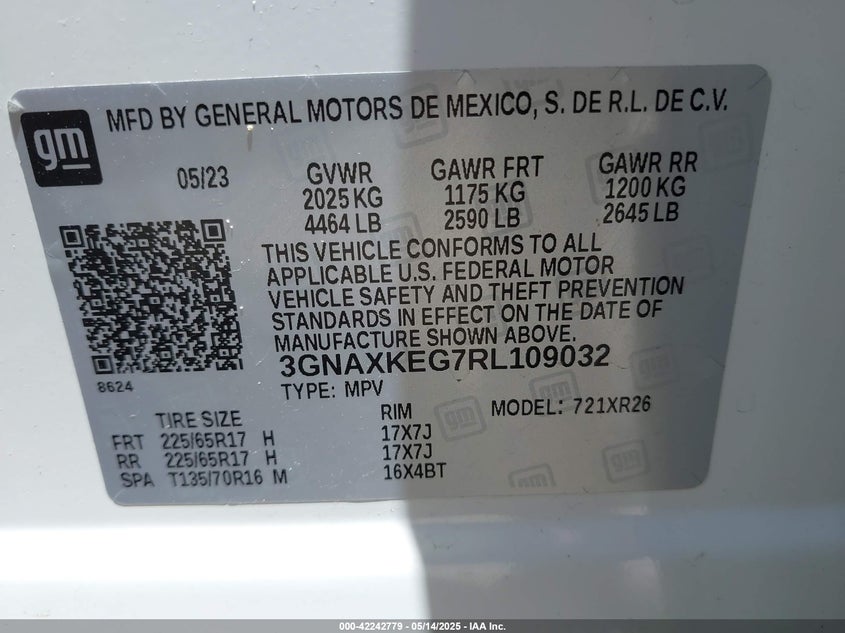 gm
MFD BY GENERAL MOTORS DE MEXICO, S. DE R.L. DE C.V.
05/23 GVWR GAWR FRT GAWR RR
2025 KG 1175 KG 1200 KG
4464 LB 2590 LB 2645 LB
THIS VEHICLE CONFORMS TO ALL
APPLICABLE U.S. FEDERAL MOTOR
VEHICLE SAFETY AND THEFT PREVENTION
STANDARDS IN EFFECT ON THE DATE OF
MANUFACTURE SHOWN ABOVE.
3GNAXKEG7RL109032
8624 TYPE: MPV
TIRE SIZE RIM MODEL: 721XR26
FRT 225/65R17 H 17X7J
RR 225/65R17 H 17X7J
SPA T135/70R16 M 16X4BT
000-42242779 - 05/14/2025 - IAA Inc.